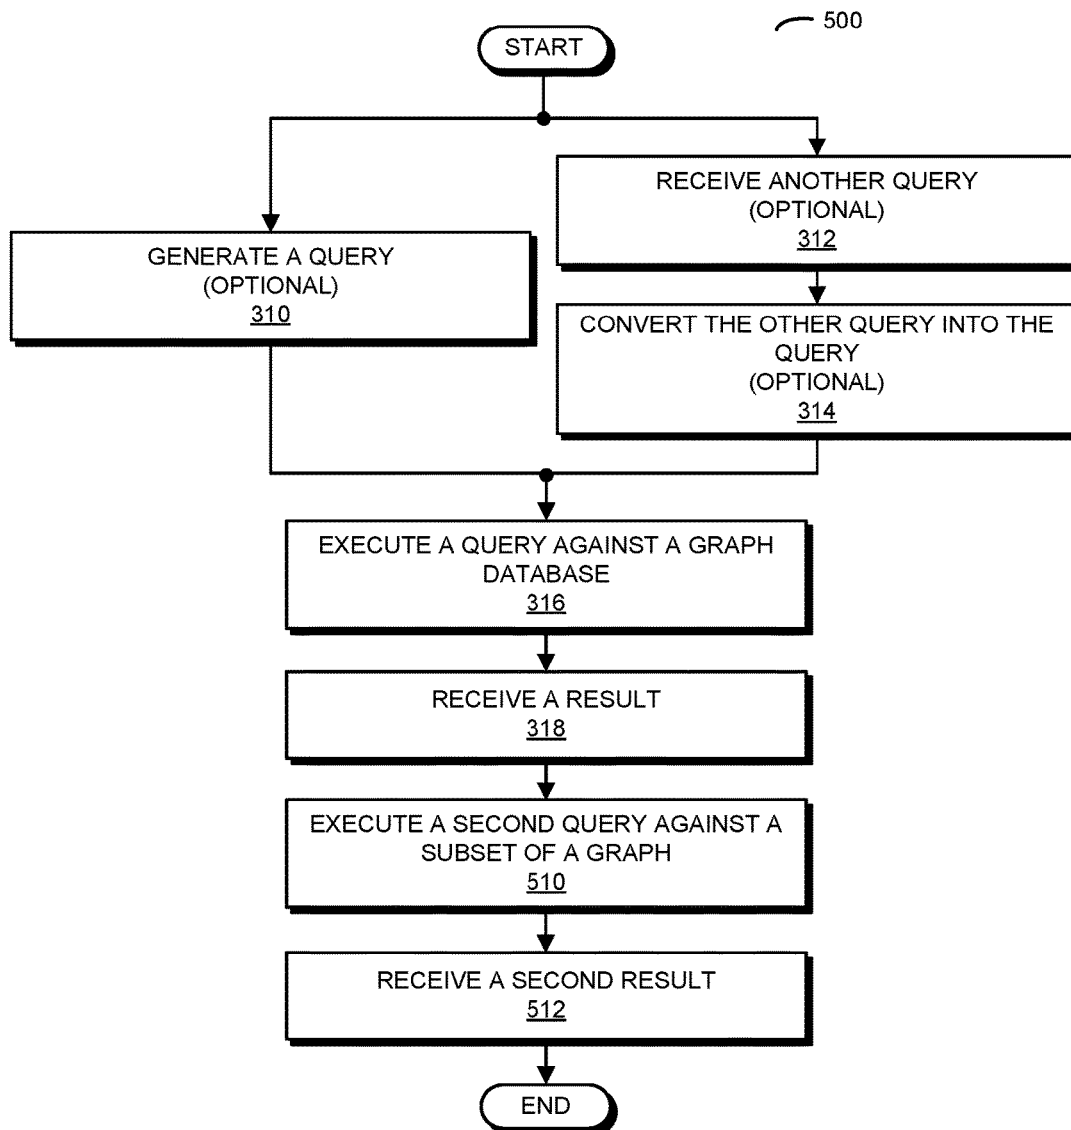 500
START
RECEIVE ANOTHER QUERY
(OPTIONAL)
312
GENERATE A QUERY
(OPTIONAL)
310
CONVERT THE OTHER QUERY INTO THE
QUERY
(OPTIONAL)
314
EXECUTE A QUERY AGAINST A GRAPH
DATABASE
316
RECEIVE A RESULT
318
EXECUTE A SECOND QUERY AGAINST A
SUBSET OF A GRAPH
510
RECEIVE A SECOND RESULT
512
END